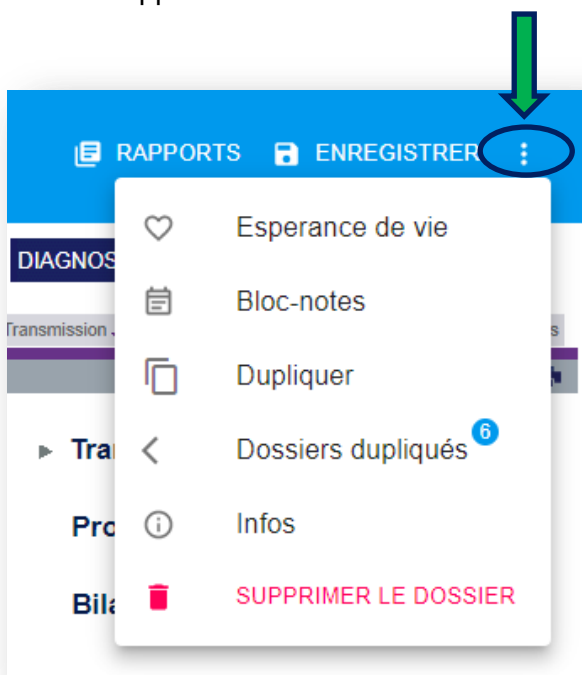 RAPPORTS ENREGISTRER
Esperance de vie
DIAGNOS
Bloc-notes
Transmission
Dupliquer
Dossiers dupliqués 6
Infos
SUPPRIMER LE DOSSIER